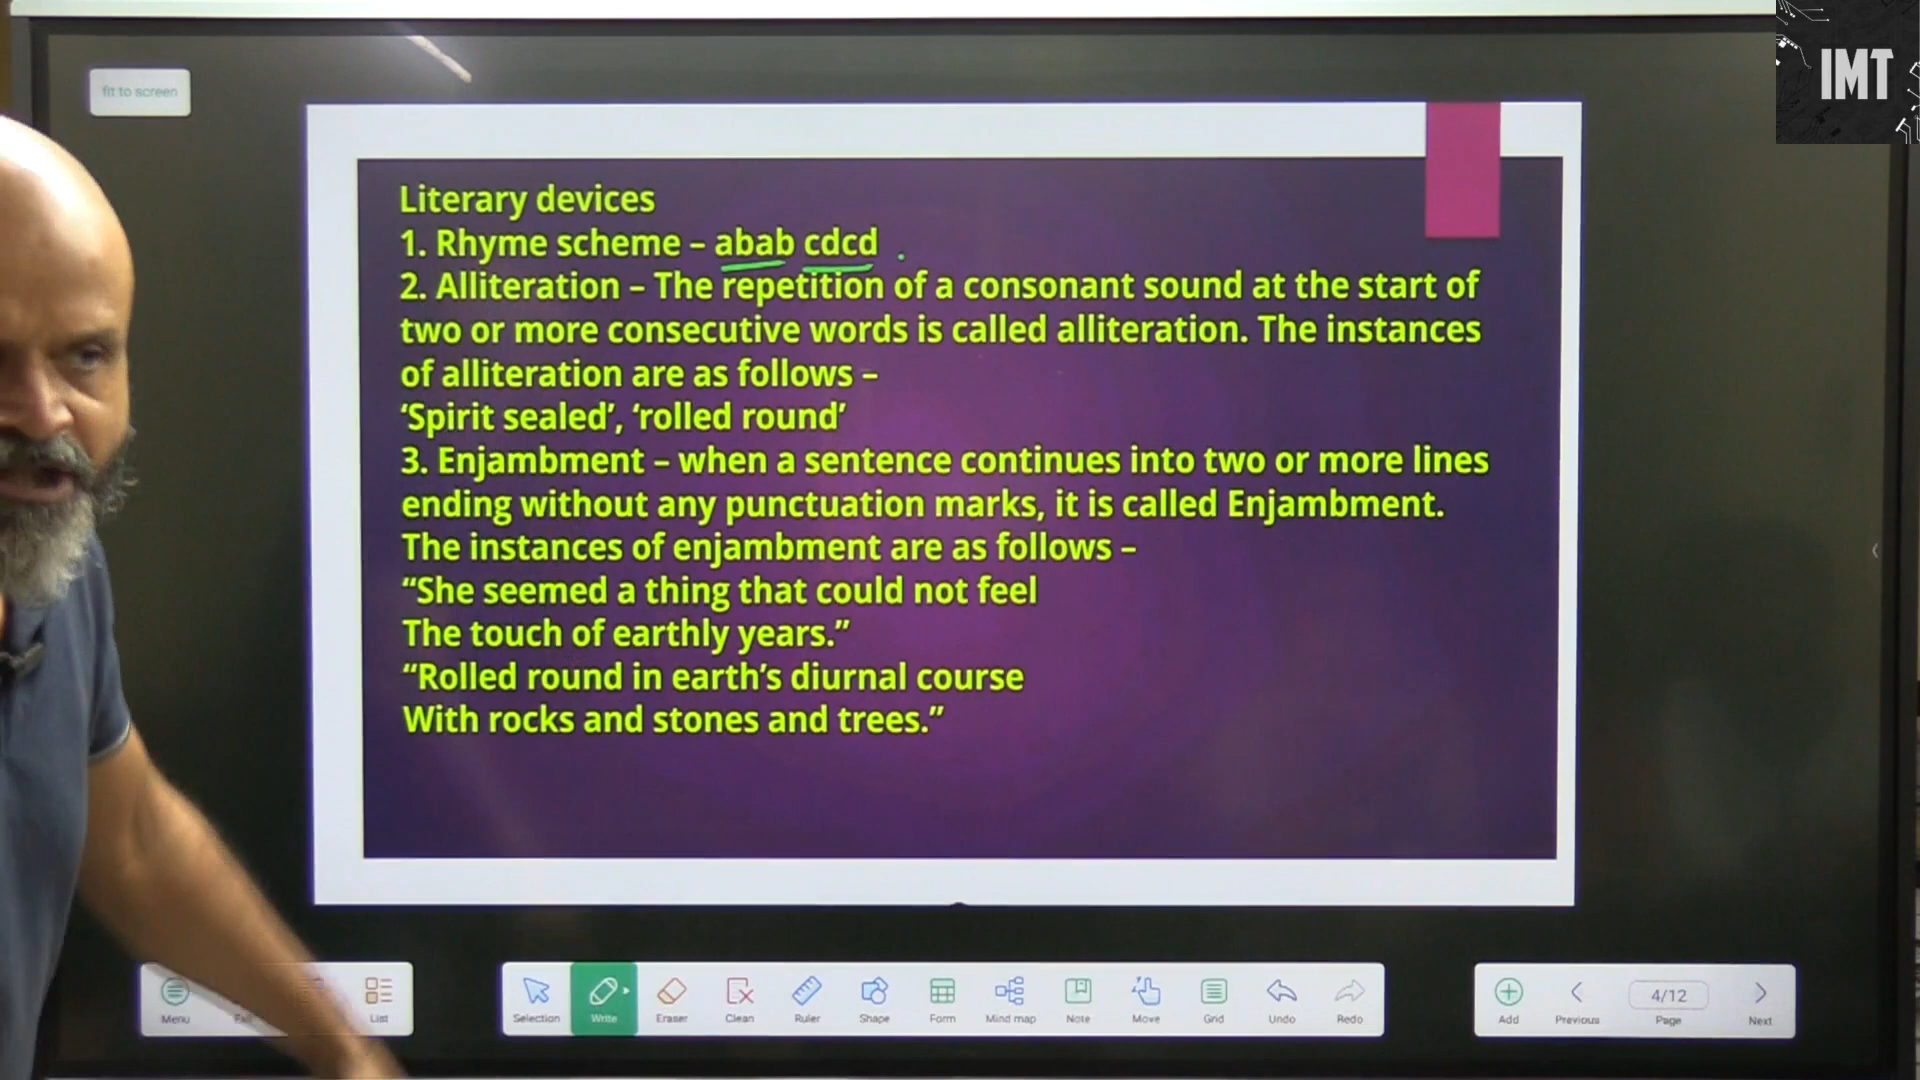 IMT
fit to screen
Literary devices
1. Rhyme scheme – abab cdcd
2. Alliteration – The repetition of a consonant sound at the start of
two or more consecutive words is called alliteration. The instances
of alliteration are as follows –
‘Spirit sealed’, ‘rolled round’
3. Enjambment – when a sentence continues into two or more lines
ending without any punctuation marks, it is called Enjambment.
The instances of enjambment are as follows –
“She seemed a thing that could not feel
The touch of earthly years.”
“Rolled round in earth’s diurnal course
With rocks and stones and trees.”
Menu List
Selection Write Eraser Clean Ruler Shape Form Mind map Note Move Grid Undo Redo
4/12
Add Previous Page Next